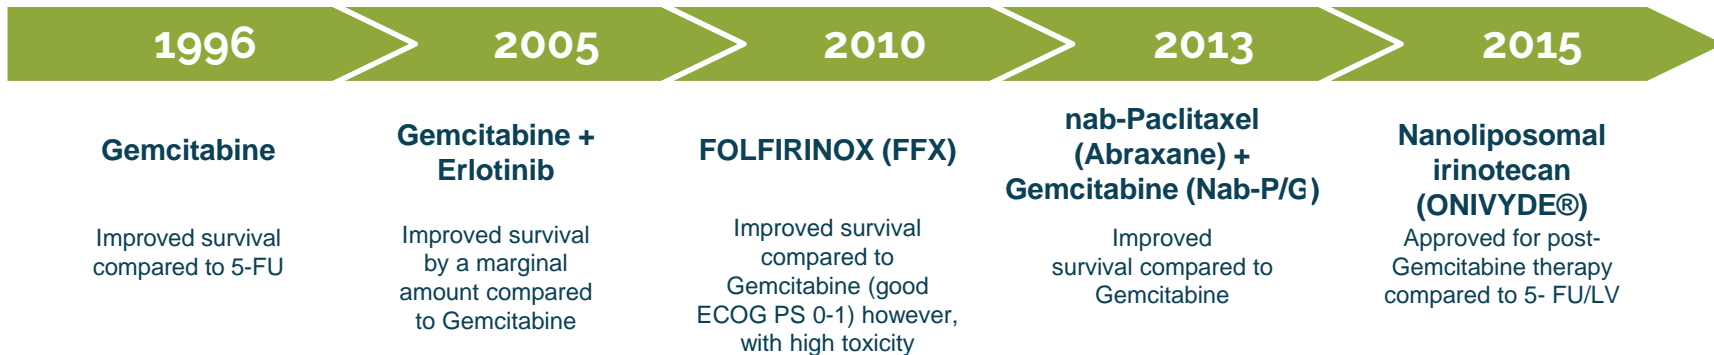 1996
2005
2010
2013
2015
Gemcitabine
Improved survival
compared to 5-FU
Gemcitabine +
Erlotinib
Improved survival
by a marginal
amount compared
to Gemcitabine
FOLFIRINOX (FFX)
Improved survival
compared to
Gemcitabine (good
ECOG PS 0-1) however,
with high toxicity
nab-Paclitaxel
(Abraxane) +
Gemcitabine (Nab-P/G)
Improved
survival compared to
Gemcitabine
Nanoliposomal
irinotecan
(ONIVYDE®)
Approved for post-
Gemcitabine therapy
compared to 5- FU/LV